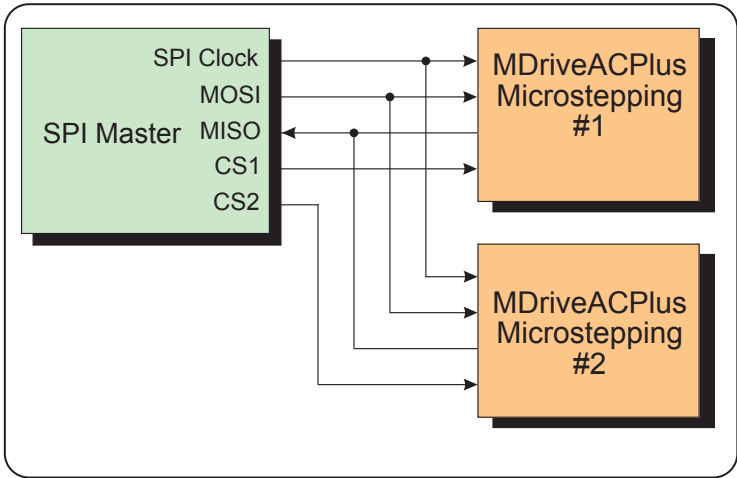 SPI Clock
MOSI
SPI Master MISO
CS1
CS2
MDriveACPlus
Microstepping
#1
MDriveACPlus
Microstepping
#2